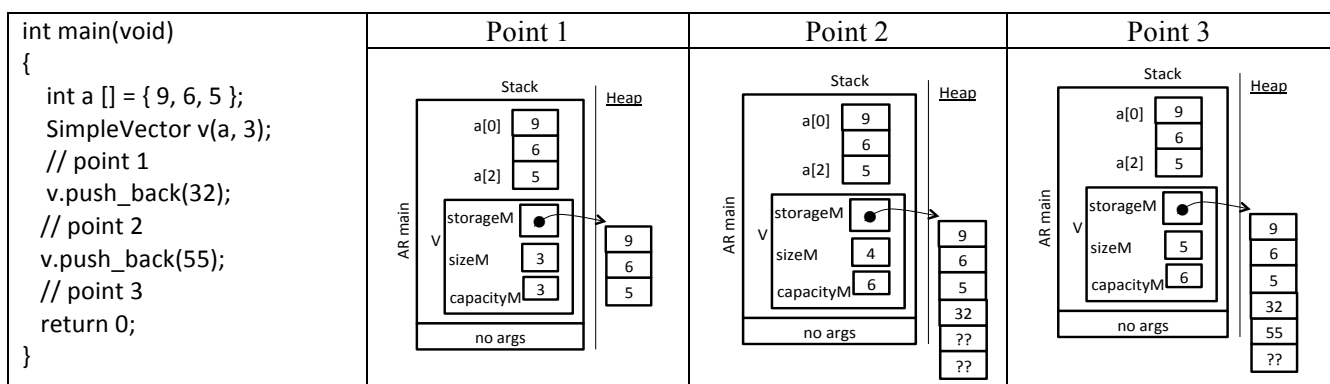 int main(void)
{
int a [] = { 9, 6, 5 };
SimpleVector v(a, 3);
// point 1
v.push_back(32);
// point 2
v.push_back(55);
// point 3
return 0;
}
Point 1
Stack
Heap
a[0] 9
6
a[2] 5
AR main
V
storageM
sizeM 3
capacityM 3
no args
9
6
5
Point 2
Stack
Heap
a[0] 9
6
a[2] 5
AR main
V
storageM
sizeM 4
capacityM 6
no args
9
6
5
32
??
??
Point 3
Stack
Heap
a[0] 9
6
a[2] 5
AR main
V
storageM
sizeM 5
capacityM 6
no args
9
6
5
32
55
??